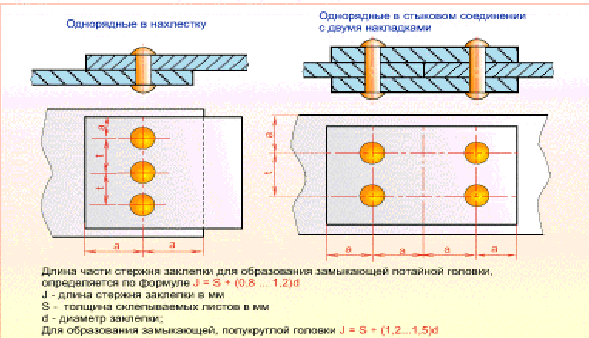 Однорядные в нахлестку
Однорядные в стыковом соединении
с двумя накладками
a
t
t
a
a
a
t
a
a
a
a
Длина части стержня заклепки для образования замыкающей потайной головки,
определяется по формуле J = S + (0,8 ... 1,2)d
J - длина стержня заклепки в мм
S - толщина склепываемых листов в мм
d - диаметр заклепки;
Для образования замыкающей, полукруглой головки J = S + (1,2...1,5)d